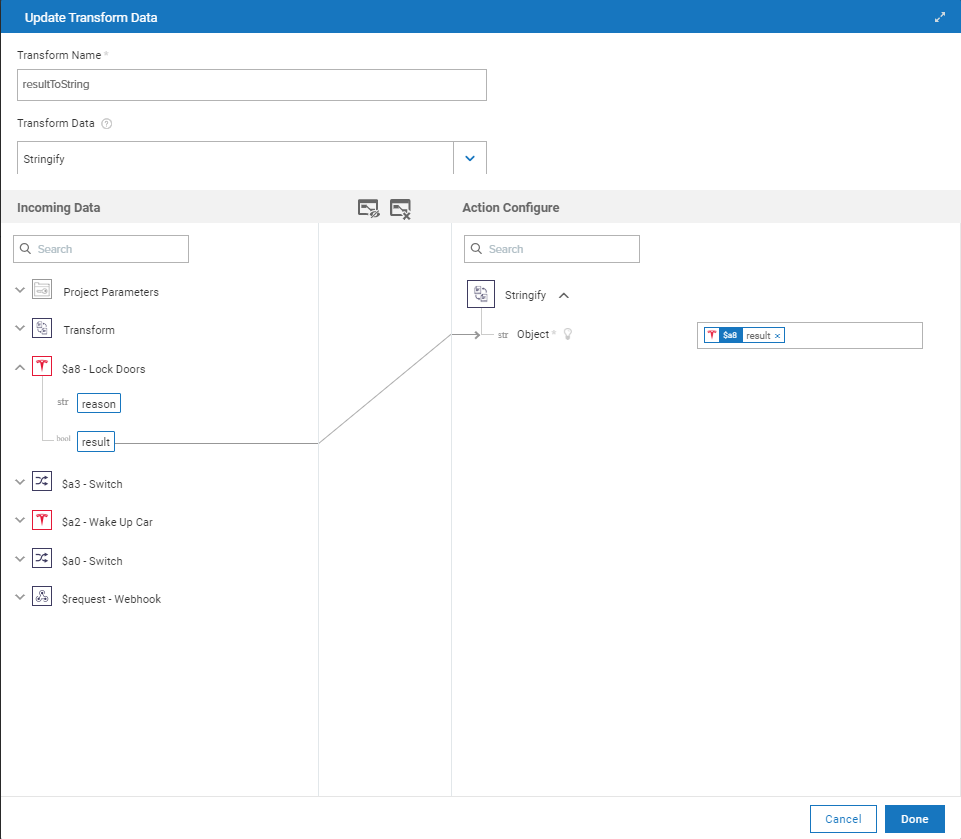 Update Transform Data
Transform Name *
resultToString
Transform Data ?
Stringify
Incoming Data
Action Configure
Search
Search
Project Parameters
Stringify
Transform
str Object *
$a8 result ×
$a8 - Lock Doors
str reason
bool result
$a3 - Switch
$a2 - Wake Up Car
$a0 - Switch
$request - Webhook
Cancel
Done